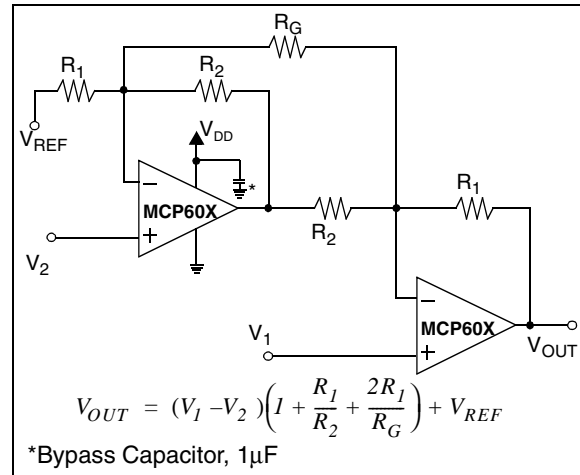 R_G
R_1
R_2
V_REF
V_DD
*
R_1
MCP60X
−
+
R_2
V_2
V_1
−
MCP60X
+
V_OUT
V_OUT = (V_1 – V_2)(1 + R_1/R_2 + 2R_1/R_G) + V_REF
*Bypass Capacitor, 1µF